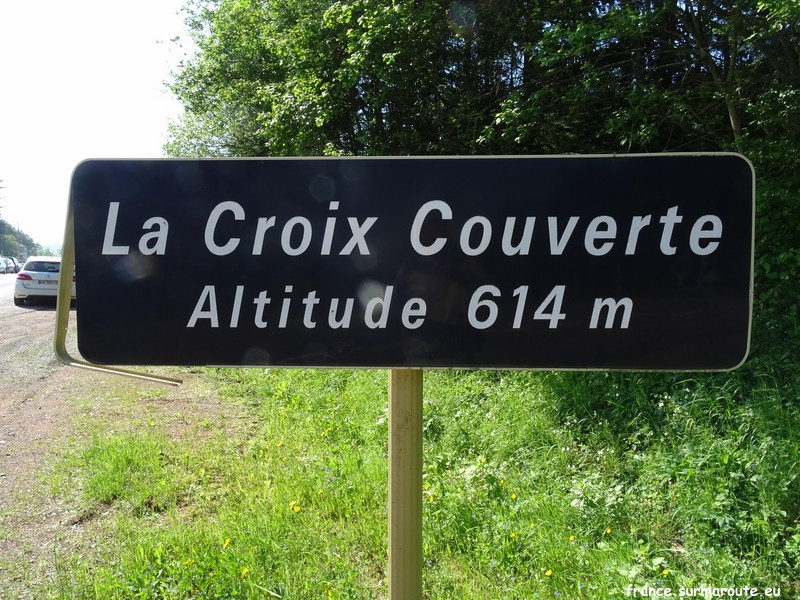 La Croix Couverte
Altitude 614 m
france.surmaroute.eu